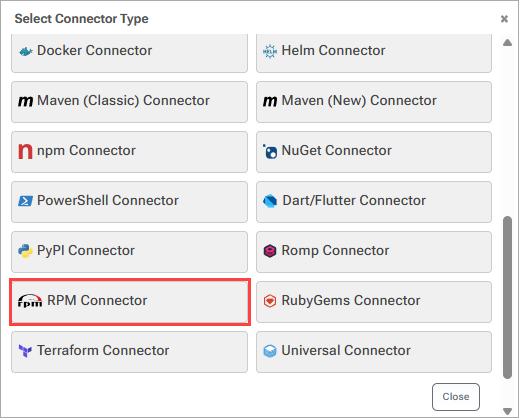 Select Connector Type
Docker Connector
Helm Connector
Maven (Classic) Connector
Maven (New) Connector
npm Connector
NuGet Connector
PowerShell Connector
Dart/Flutter Connector
PyPI Connector
Romp Connector
rpm RPM Connector
RubyGems Connector
Terraform Connector
Universal Connector
Close